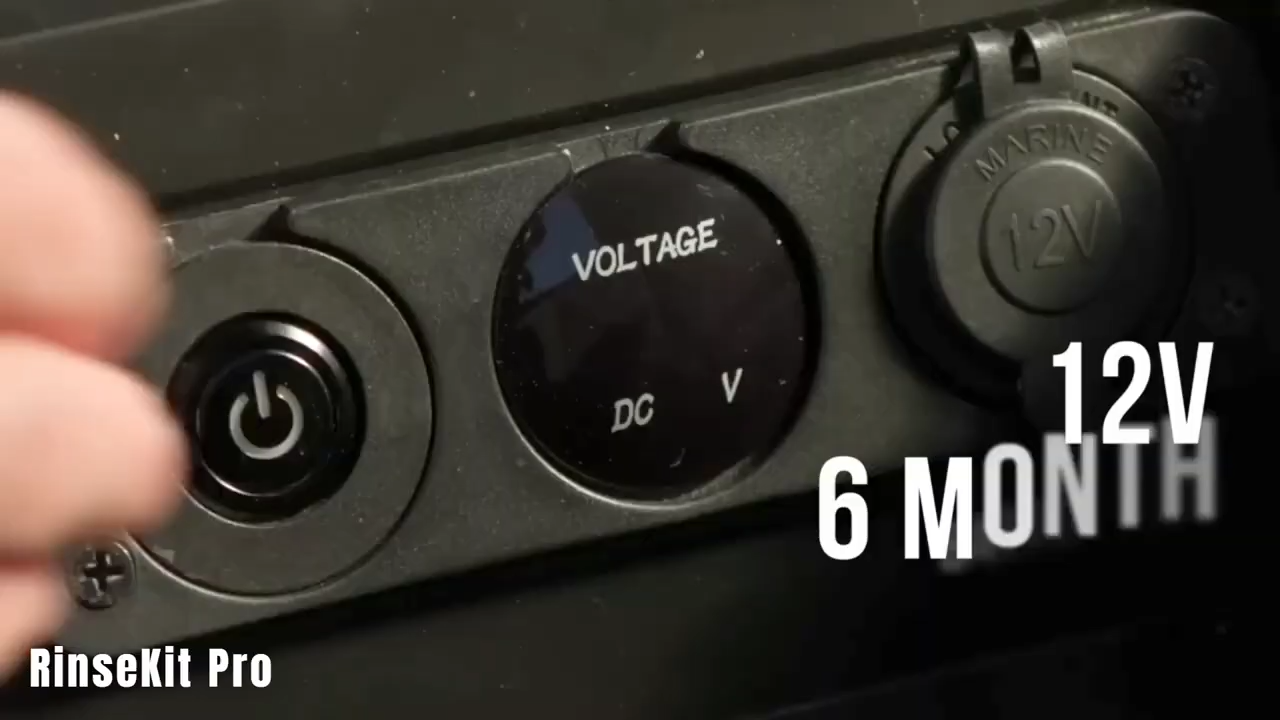 MARINE
12V
VOLTAGE
DC V
12V
6 MONTH
RinseKit Pro